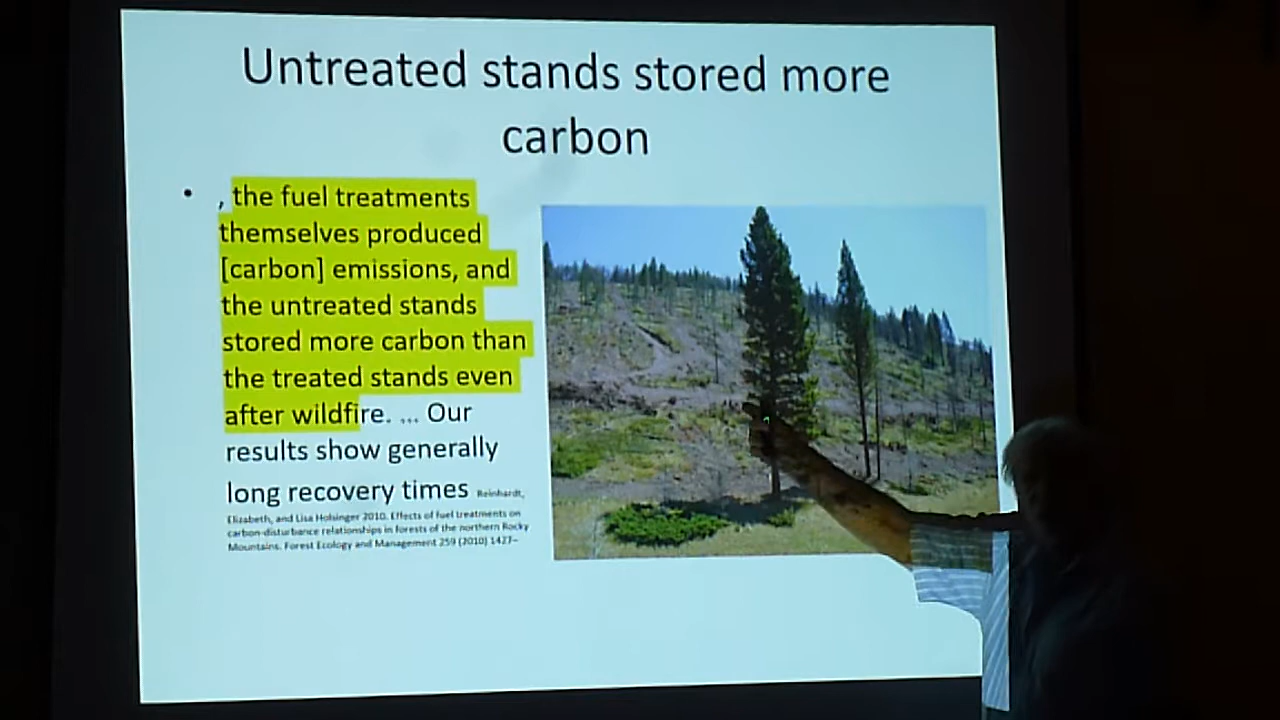 Untreated stands stored more
carbon
• , the fuel treatments
themselves produced
[carbon] emissions, and
the untreated stands
stored more carbon than
the treated stands even
after wildfire. ... Our
results show generally
long recovery times Reinhardt,
Elizabeth, and Lisa Holsinger 2010. Effects of fuel treatments on
carbon-disturbance relationships in forests of the northern Rocky
Mountains. Forest Ecology and Management 259 (2010) 1427–